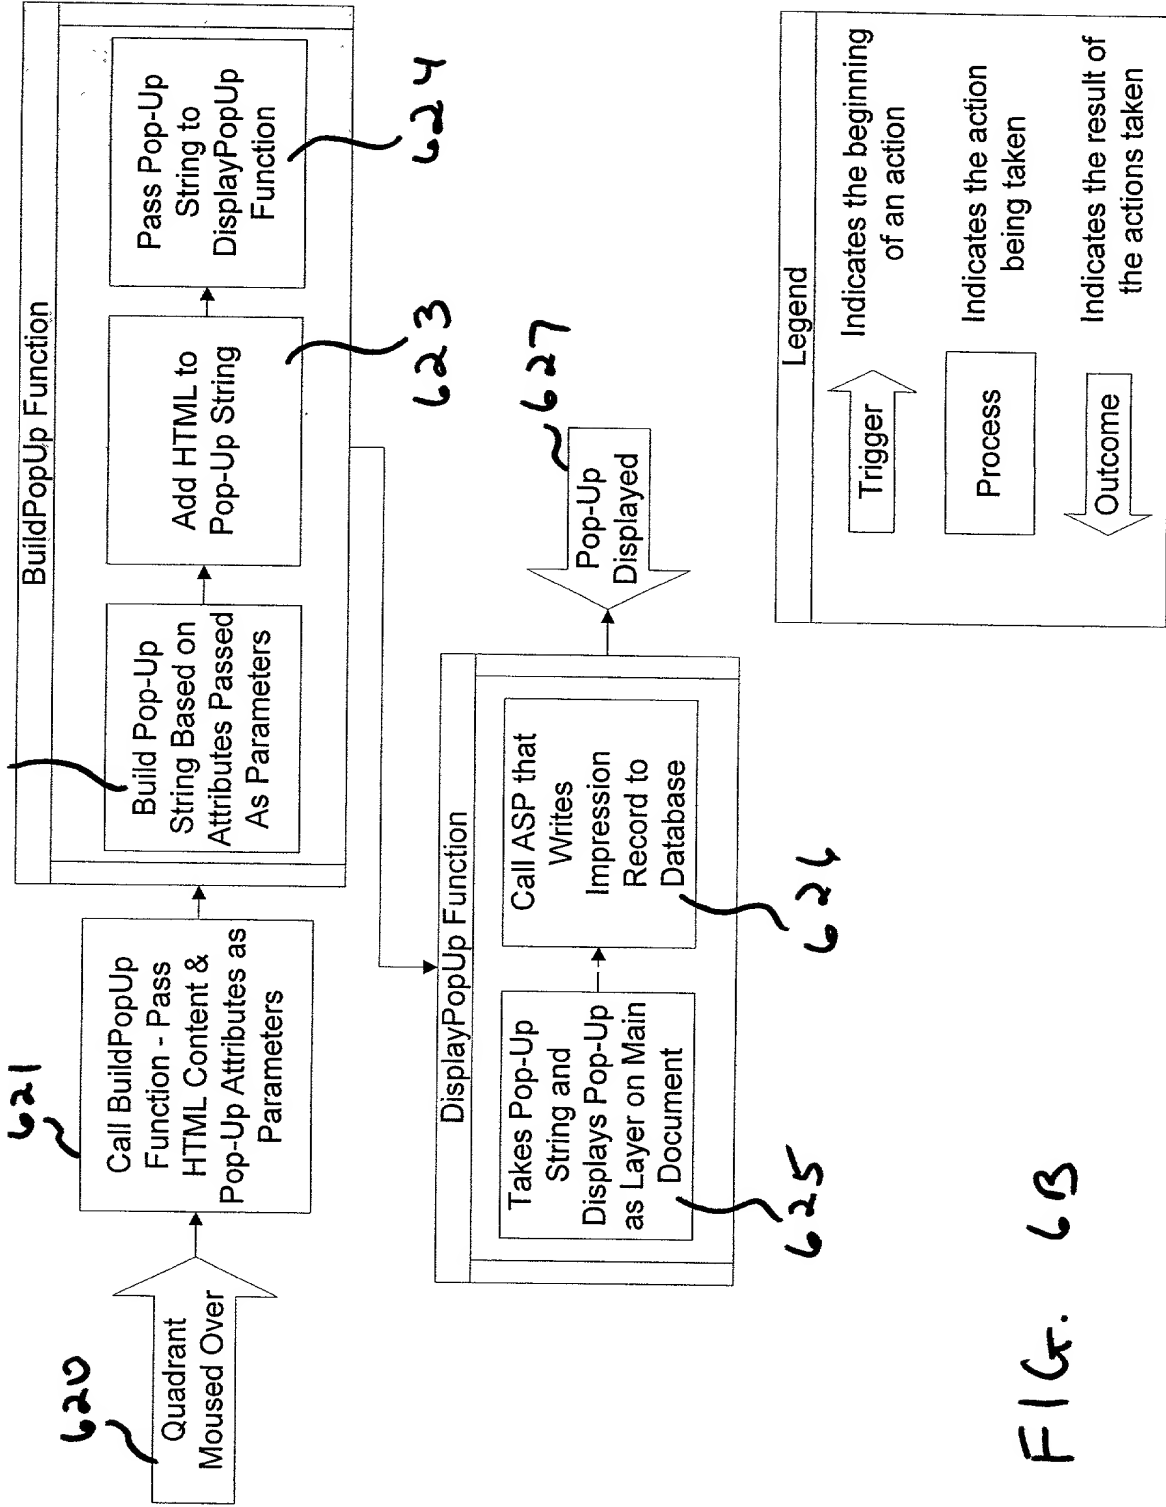 620
Quadrant
Moused Over
621
Call BuildPopUp
Function - Pass
HTML Content &
Pop-Up Attributes as
Parameters
BuildPopUp Function
Build Pop-Up
String Based on
Attributes Passed
As Parameters
Add HTML to
Pop-Up String
623
Pass Pop-Up
String to
DisplayPopUp
Function
624
DisplayPopUp Function
Takes Pop-Up
String and
Displays Pop-Up
as Layer on Main
Document
625
Call ASP that
Writes
Impression
Record to
Database
626
Pop-Up
Displayed
627
Legend
Trigger
Indicates the beginning
of an action
Process
Indicates the action
being taken
Outcome
Indicates the result of
the actions taken
FIG. 6B